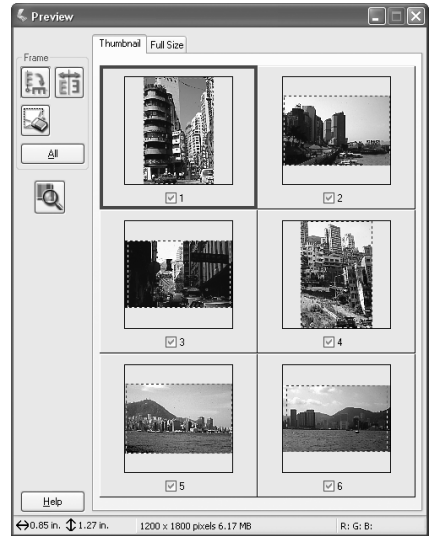 Preview
Thumbnail Full Size
Frame
All
1
2
3
4
5
6
Help
0.85 in. 1.27 in. 1200 x 1800 pixels 6.17 MB R: G: B: